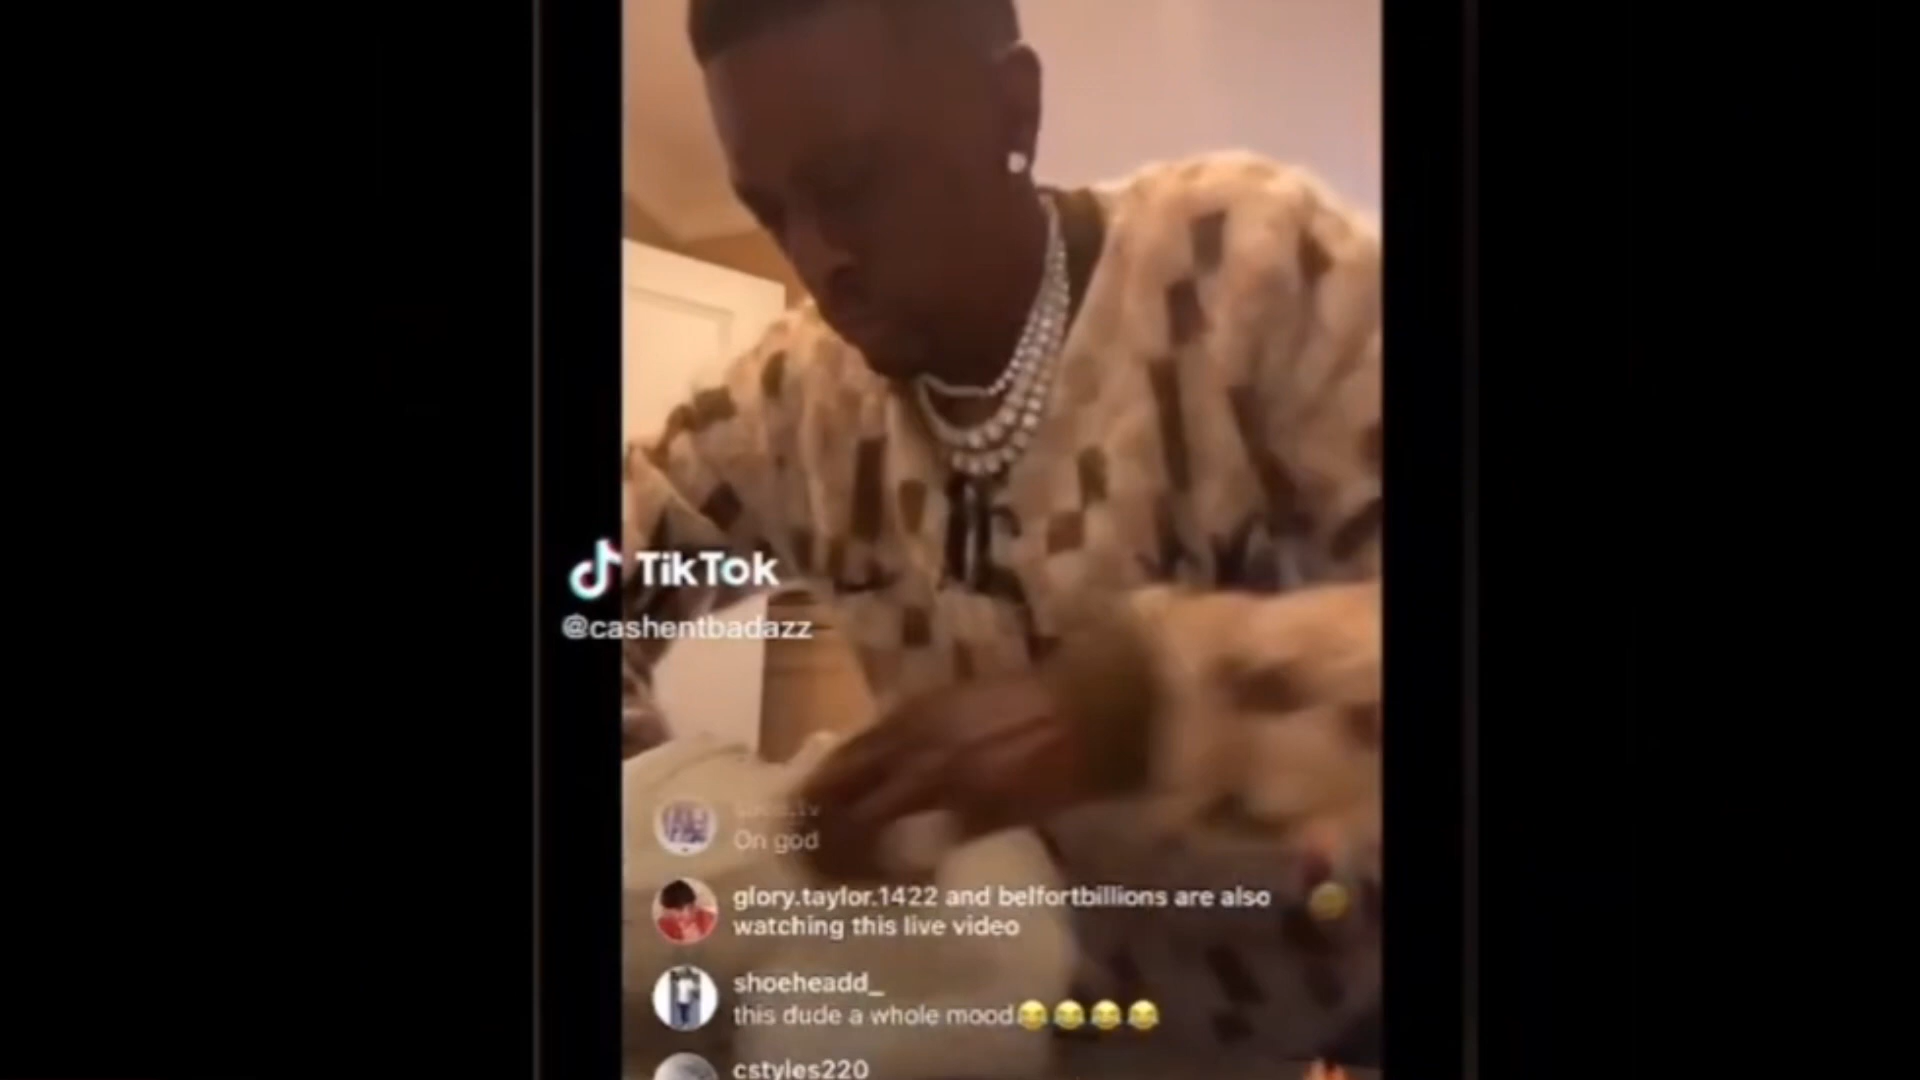 TikTok
@cashentbadazz
On god
glory.taylor.1422 and belfortbillions are also
watching this live video
shoeheadd_
this dude a whole mood😂😂😂😂
cstyles220